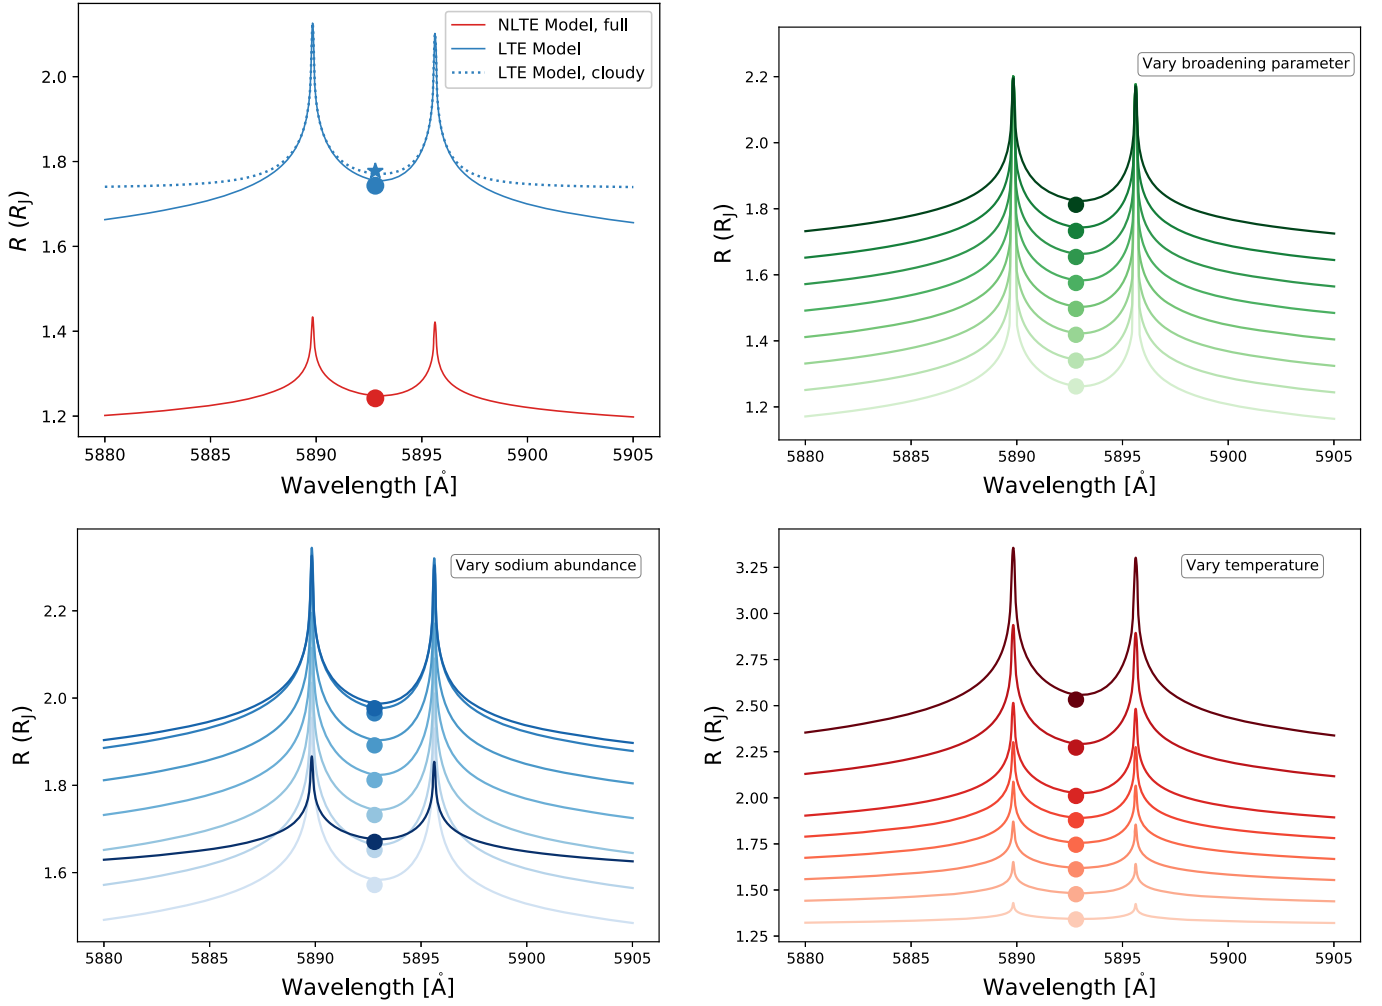 NLTE Model, full
LTE Model
LTE Model, cloudy
2.0
1.8
1.6
1.4
1.2
R (R_J)
5880 5885 5890 5895 5900 5905
Wavelength [Å]
Vary broadening parameter
2.2
2.0
1.8
1.6
1.4
1.2
R (R_J)
5880 5885 5890 5895 5900 5905
Wavelength [Å]
Vary sodium abundance
2.2
2.0
1.8
1.6
R (R_J)
5880 5885 5890 5895 5900 5905
Wavelength [Å]
Vary temperature
3.25
3.00
2.75
2.50
2.25
2.00
1.75
1.50
1.25
R (R_J)
5880 5885 5890 5895 5900 5905
Wavelength [Å]